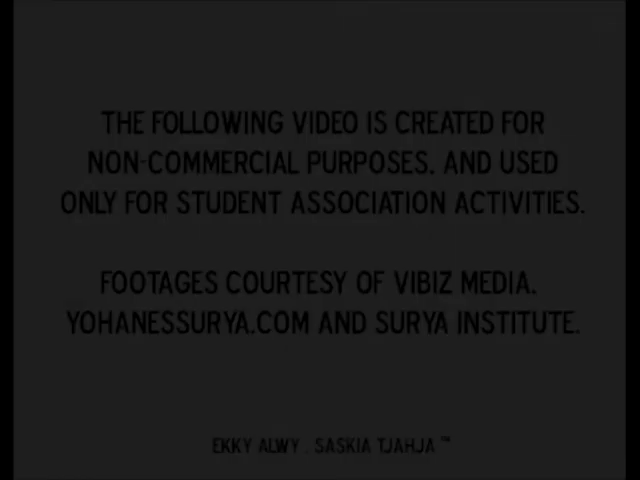 THE FOLLOWING VIDEO IS CREATED FOR
NON-COMMERCIAL PURPOSES. AND USED
ONLY FOR STUDENT ASSOCIATION ACTIVITIES.
FOOTAGES COURTESY OF VIBIZ MEDIA.
YOHANESSURYA.COM AND SURYA INSTITUTE.
EKKY ALWY . SASKIA TJAHJA ™